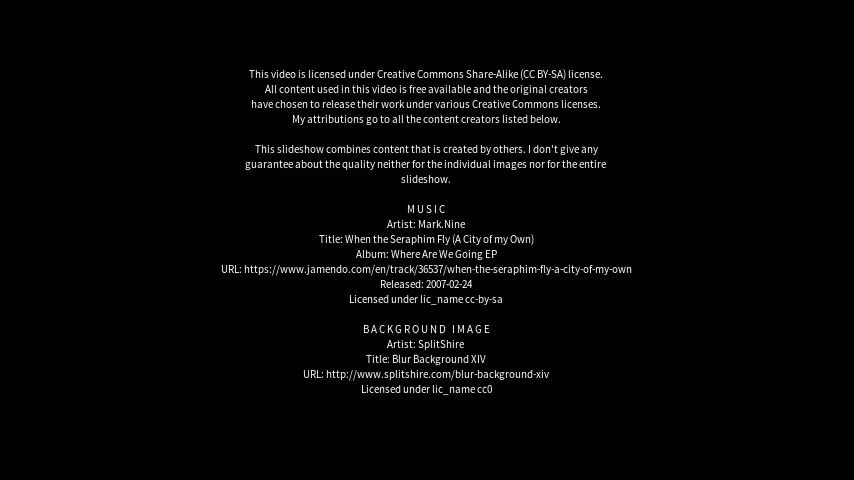 This video is licensed under Creative Commons Share-Alike (CC BY-SA) license.
All content used in this video is free available and the original creators
have chosen to release their work under various Creative Commons licenses.
My attributions go to all the content creators listed below.
This slideshow combines content that is created by others. I don't give any
guarantee about the quality neither for the individual images nor for the entire
slideshow.
MUSIC
Artist: Mark.Nine
Title: When the Seraphim Fly (A City of my Own)
Album: Where Are We Going EP
URL: https://www.jamendo.com/en/track/36537/when-the-seraphim-fly-a-city-of-my-own
Released: 2007-02-24
Licensed under lic_name cc-by-sa
BACKGROUND IMAGE
Artist: SplitShire
Title: Blur Background XIV
URL: http://www.splitshire.com/blur-background-xiv
Licensed under lic_name cc0